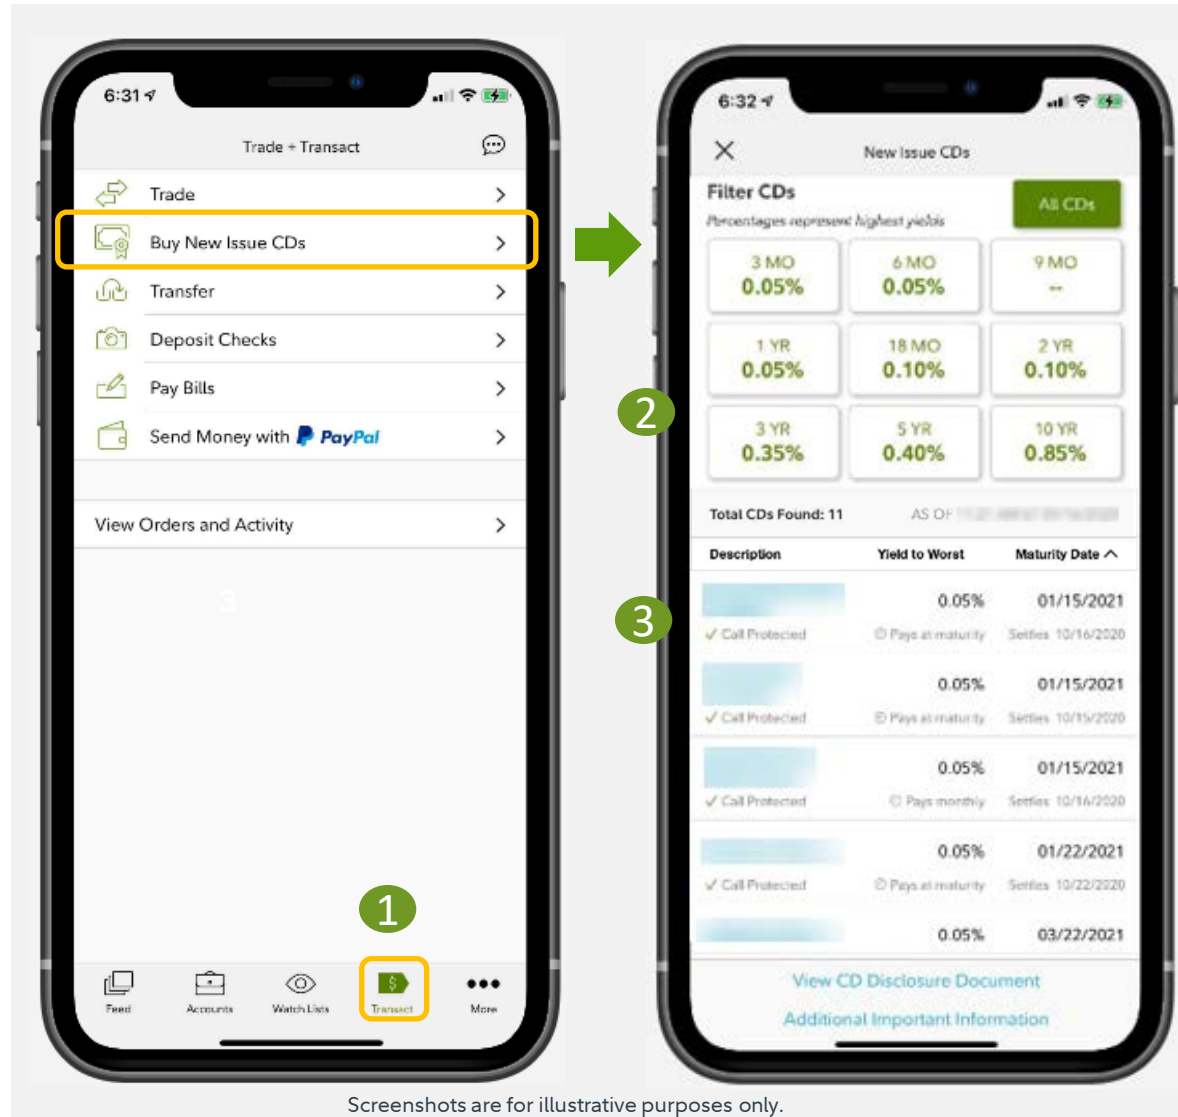 6:31
Trade + Transact
Trade
Buy New Issue CDs
Transfer
Deposit Checks
Pay Bills
Send Money with PayPal
View Orders and Activity
3
1
Feed Accounts Watch Lists Transact More
6:32
New Issue CDs
Filter CDs
All CDs
Percentages represent highest yields
3 MO 6 MO 9 MO
0.05% 0.05% --
1 YR 18 MO 2 YR
0.05% 0.10% 0.10%
2
3 YR 5 YR 10 YR
0.35% 0.40% 0.85%
Total CDs Found: 11 AS OF
Description Yield to Worst Maturity Date
0.05% 01/15/2021
3
Call Protected Pays at maturity Settles 10/16/2020
0.05% 01/15/2021
Call Protected Pays at maturity Settles 10/15/2020
0.05% 01/15/2021
Call Protected Pays monthly Settles 10/16/2020
0.05% 01/22/2021
Call Protected Pays at maturity Settles 10/22/2020
0.05% 03/22/2021
View CD Disclosure Document
Additional Important Information
Screenshots are for illustrative purposes only.